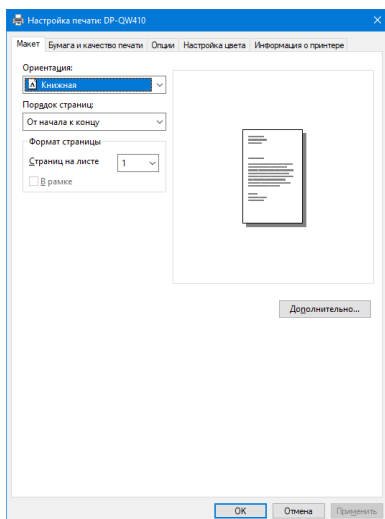 Настройка печати: DP-QW410
Макет Бумага и качество печати Опции Настройка цвета Информация о принтере
Ориентация:
Книжная
Порядок страниц:
От начала к концу
Формат страницы
Страниц на листе 1
В рамке
Дополнительно...
ОК Отмена Применить